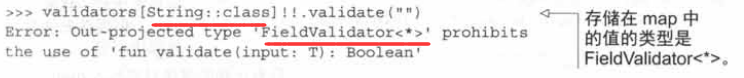 >>> validators[String::class]!!.validate("")
Error: Out-projected type 'FieldValidator<*>' prohibits
the use of 'fun validate(input: T): Boolean'
存储在 map 中
的值的类型是
FieldValidator<*>。